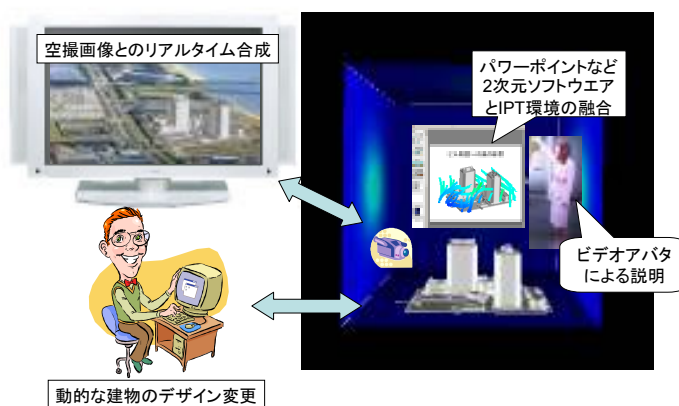 空撮画像とのリアルタイム合成
パワーポイントなど
2次元ソフトウエア
とIPT環境の融合
ビデオアバタ
による説明
動的な建物のデザイン変更